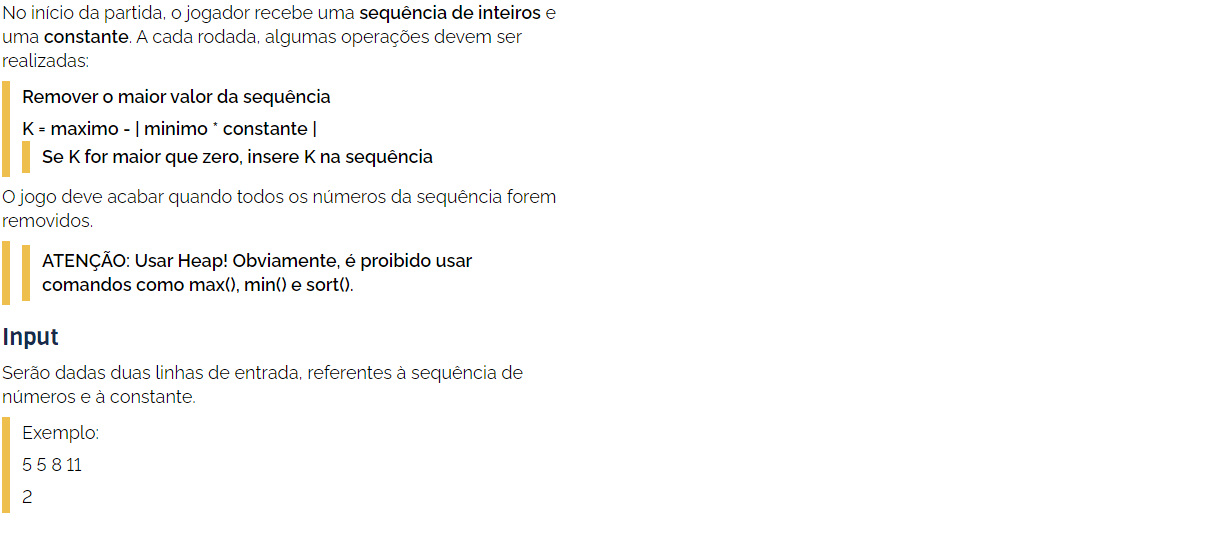 No início da partida, o jogador recebe uma sequência de inteiros e
uma constante. A cada rodada, algumas operações devem ser
realizadas:
Remover o maior valor da sequência
K = maximo - | minimo * constante |
Se K for maior que zero, insere K na sequência
O jogo deve acabar quando todos os números da sequência forem
removidos.
ATENÇÃO: Usar Heap! Obviamente, é proibido usar
comandos como max(), min() e sort().
Input
Serão dadas duas linhas de entrada, referentes à sequência de
números e à constante.
Exemplo:
5 5 8 11
2